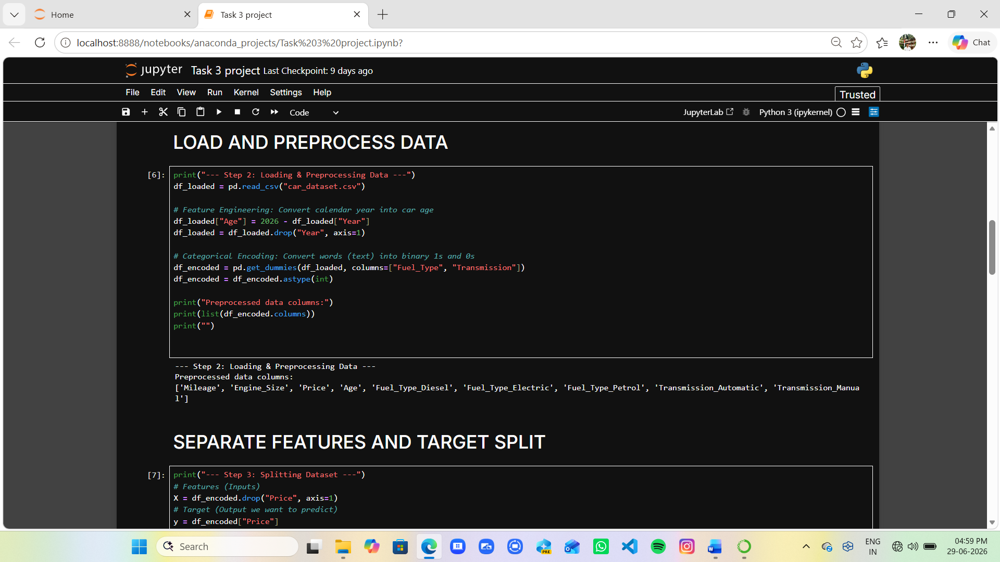 Home
Task 3 project
localhost:8888/notebooks/anaconda_projects/Task%203%20project.ipynb?
Chat
jupyter Task 3 project Last Checkpoint: 9 days ago
File Edit View Run Kernel Settings Help
Trusted
Code
JupyterLab
Python 3 (ipykernel)
LOAD AND PREPROCESS DATA
[6]:
print("--- Step 2: Loading & Preprocessing Data ---")
df_loaded = pd.read_csv("car_dataset.csv")
# Feature Engineering: Convert calendar year into car age
df_loaded["Age"] = 2026 - df_loaded["Year"]
df_loaded = df_loaded.drop("Year", axis=1)
# Categorical Encoding: Convert words (text) into binary 1s and 0s
df_encoded = pd.get_dummies(df_loaded, columns=["Fuel_Type", "Transmission"])
df_encoded = df_encoded.astype(int)
print("Preprocessed data columns:")
print(list(df_encoded.columns))
print("")
--- Step 2: Loading & Preprocessing Data ---
Preprocessed data columns:
['Mileage', 'Engine_Size', 'Price', 'Age', 'Fuel_Type_Diesel', 'Fuel_Type_Electric', 'Fuel_Type_Petrol', 'Transmission_Automatic', 'Transmission_Manua
l']
SEPARATE FEATURES AND TARGET SPLIT
[7]:
print("--- Step 3: Splitting Dataset ---")
# Features (Inputs)
X = df_encoded.drop("Price", axis=1)
# Target (Output we want to predict)
y = df_encoded["Price"]
Search
PRE
ENG
IN
04:59 PM
29-06-2026